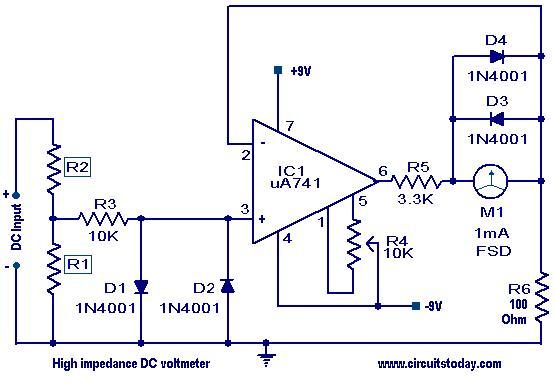 D4
1N4001
D3
1N4001
+9V
7
2
-
IC1
uA741
6
R5
3.3K
M1
1mA
FSD
R2
+
DC Input
-
R3
10K
3
+
5
1
4
R4
10K
R1
D1
1N4001
D2
1N4001
-9V
R6
100
Ohm
High impedance DC voltmeter
www.circuitstoday.com